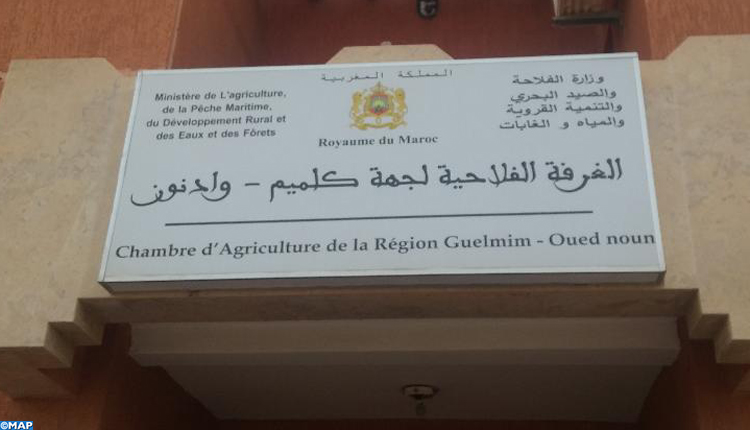 المملكة المغربية
Royaume du Maroc
Ministère de L'agriculture,
de la Pêche Maritime,
du Développement Rural et
des Eaux et des Fôrets
وزارة الفلاحة
والصيد البحري
والتنمية القروية
والمياه و الغابات
الغرفة الفلاحية لجهة كلميم - وادنون
Chambre d'Agriculture de la Région Guelmim - Oued noun
©MAP